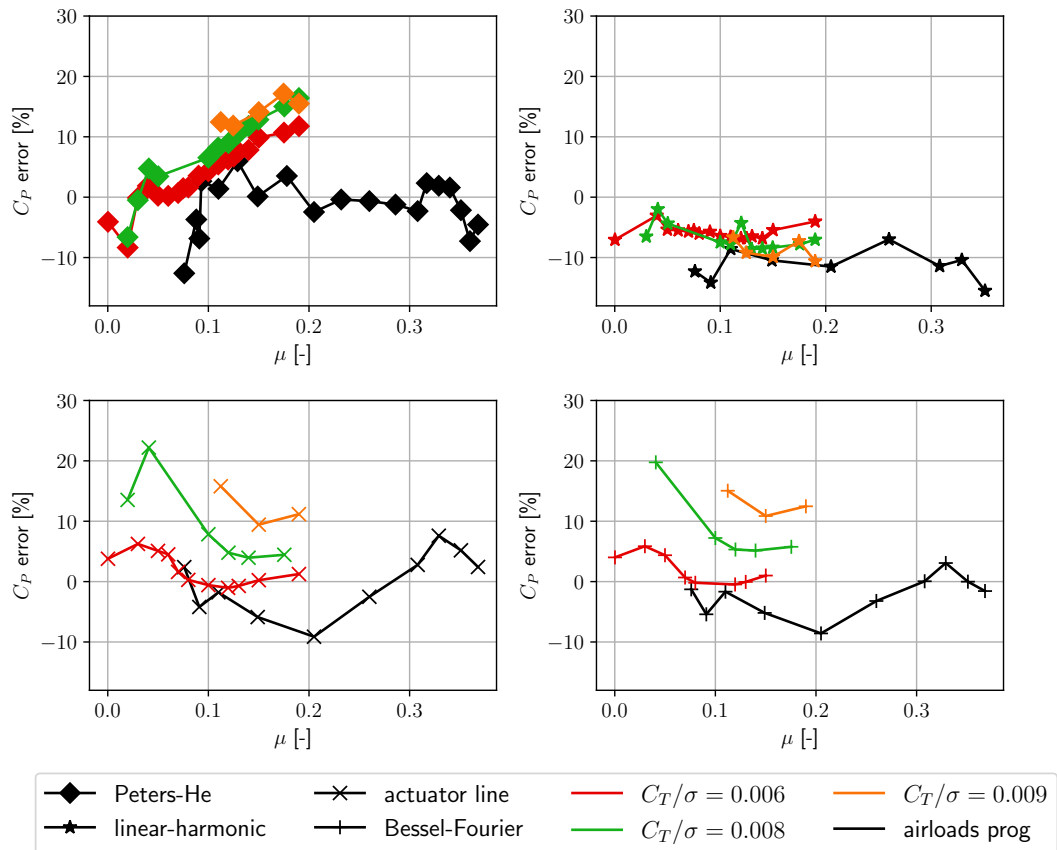 30
20
10
0
−10
C_P error [%]
0.0 0.1 0.2 0.3
μ [-]
30
20
10
0
−10
C_P error [%]
0.0 0.1 0.2 0.3
μ [-]
30
20
10
0
−10
C_P error [%]
0.0 0.1 0.2 0.3
μ [-]
30
20
10
0
−10
C_P error [%]
0.0 0.1 0.2 0.3
μ [-]
Peters-He actuator line C_T/σ = 0.006 C_T/σ = 0.009
linear-harmonic Bessel-Fourier C_T/σ = 0.008 airloads prog